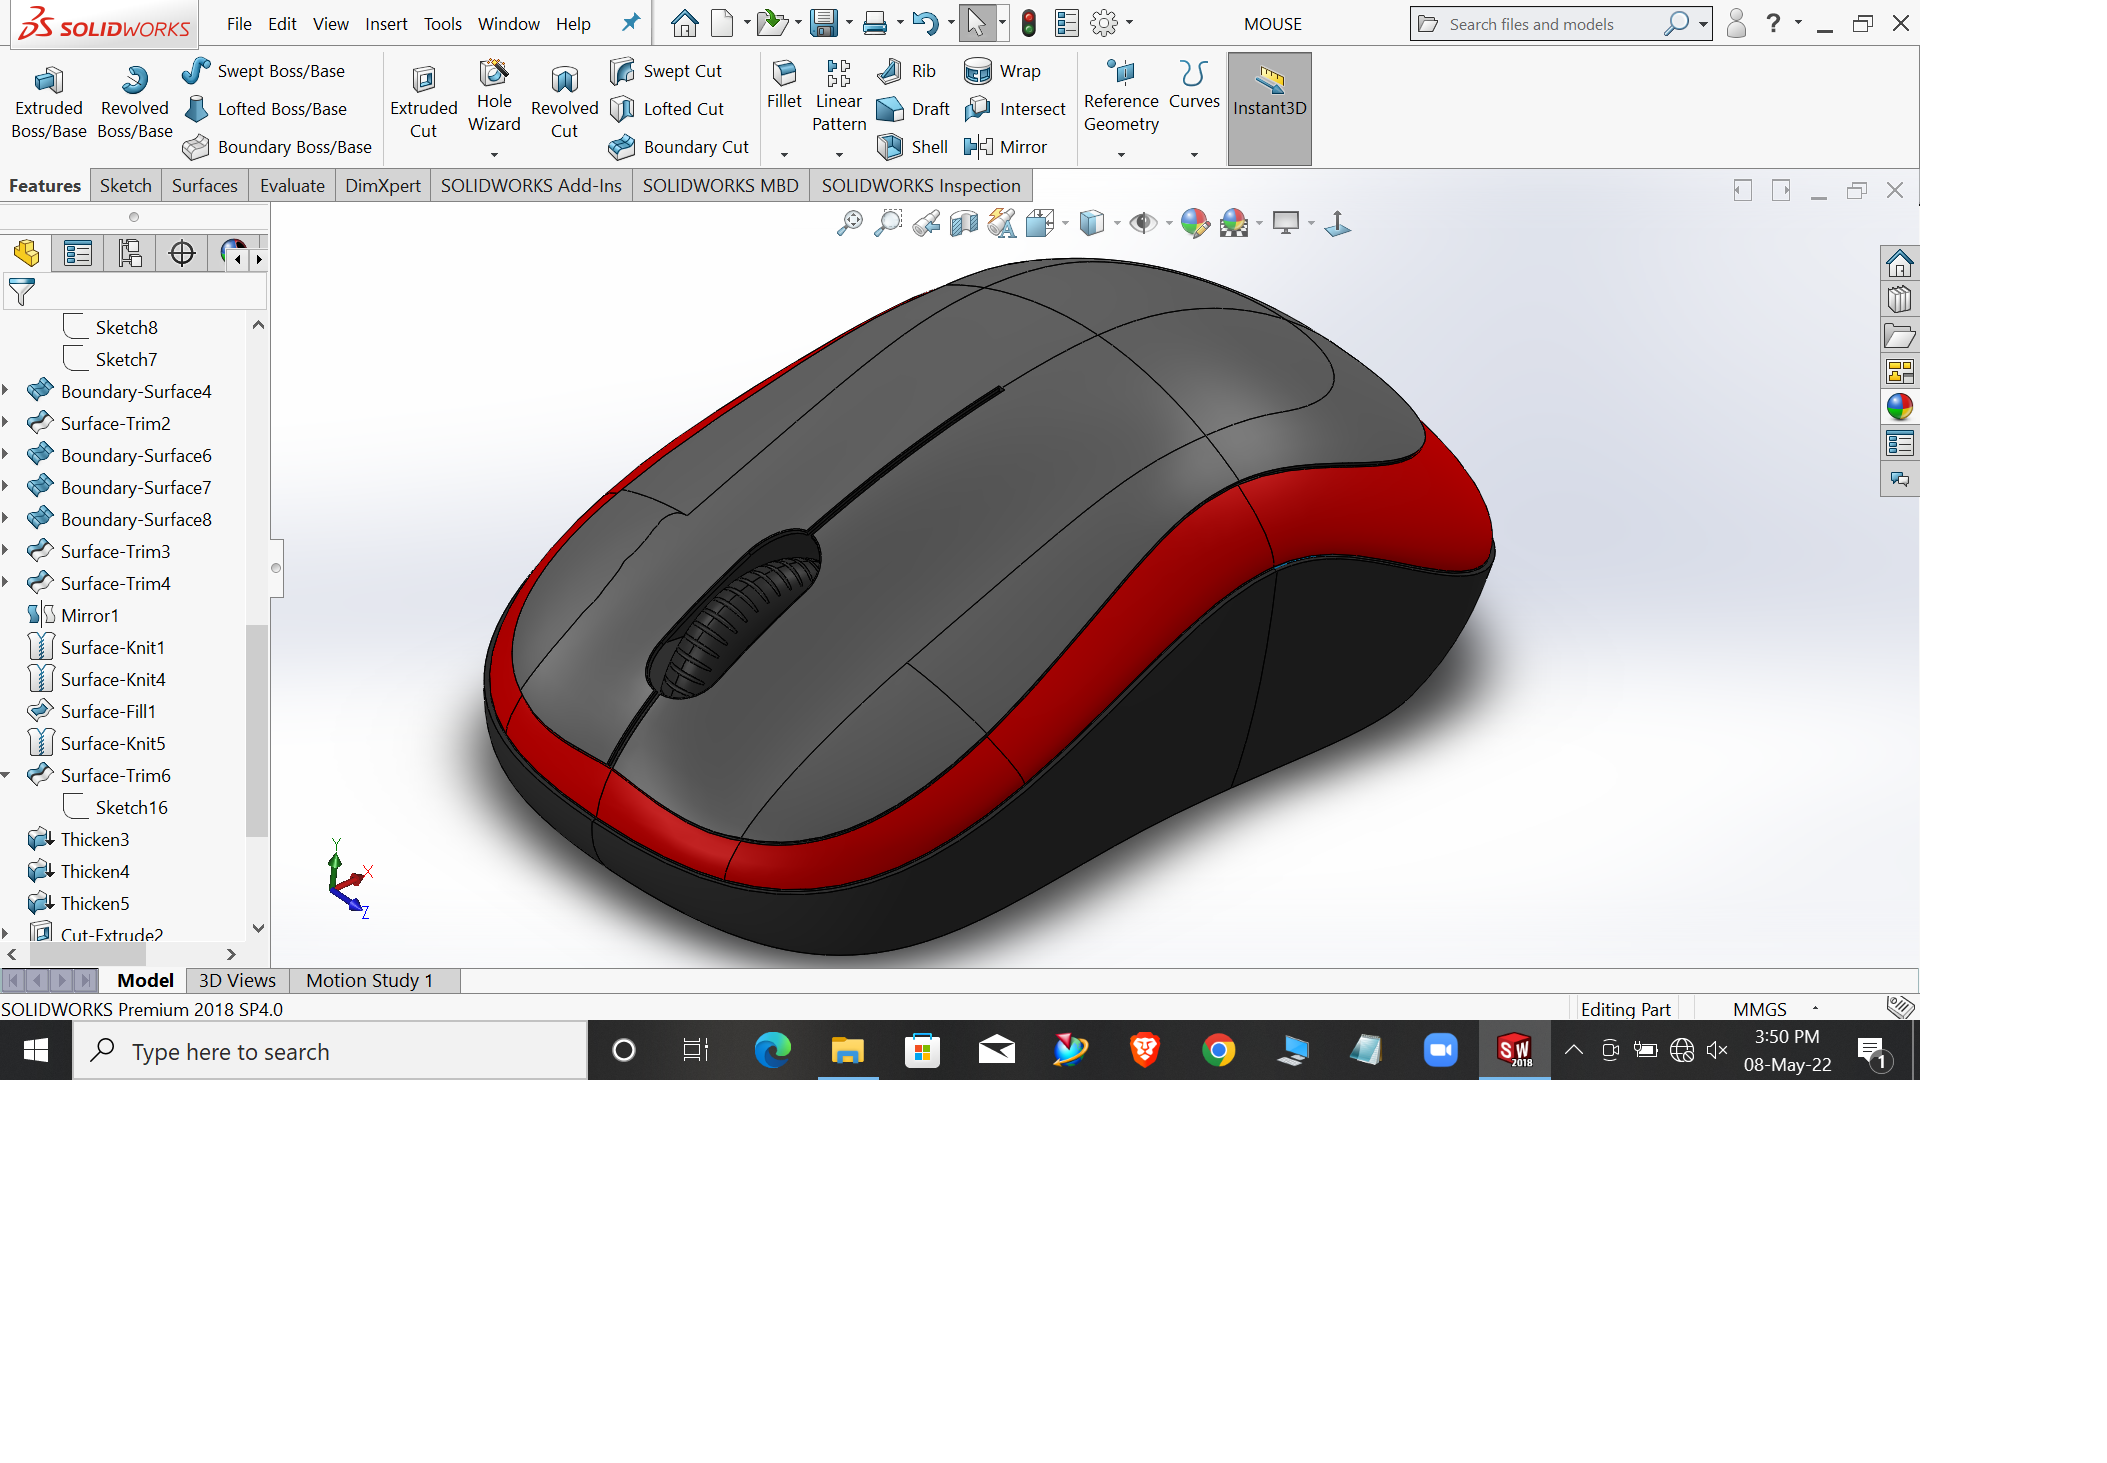 SOLIDWORKS File Edit View Insert Tools Window Help MOUSE Search files and models ?
Extruded Boss/Base
Revolved Boss/Base
Swept Boss/Base
Lofted Boss/Base
Boundary Boss/Base
Extruded Cut
Hole Wizard
Revolved Cut
Swept Cut
Lofted Cut
Boundary Cut
Fillet
Linear Pattern
Rib
Draft
Shell
Wrap
Intersect
Mirror
Reference Geometry
Curves
Instant3D
Features Sketch Surfaces Evaluate DimXpert SOLIDWORKS Add-Ins SOLIDWORKS MBD SOLIDWORKS Inspection
Sketch8
Sketch7
Boundary-Surface4
Surface-Trim2
Boundary-Surface6
Boundary-Surface7
Boundary-Surface8
Surface-Trim3
Surface-Trim4
Mirror1
Surface-Knit1
Surface-Knit4
Surface-Fill1
Surface-Knit5
Surface-Trim6
Sketch16
Thicken3
Thicken4
Thicken5
Cut-Extrude2
Y
X
Z
Model 3D Views Motion Study 1
SOLIDWORKS Premium 2018 SP4.0 Editing Part MMGS
Type here to search
SW
2018
3:50 PM
08-May-22
1